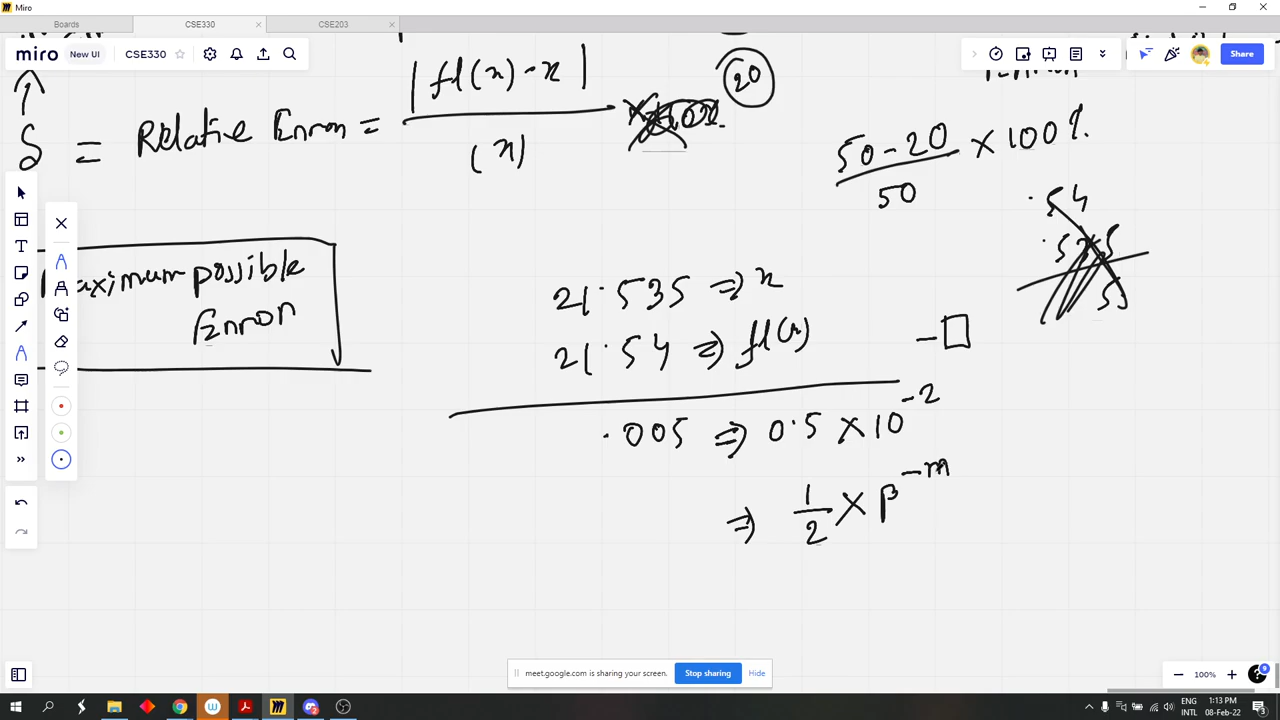 Miro
Boards CSE330 CSE203
miro New UI CSE330 Share
|fl(x) - x| 20
δ = Relative Error = (x)
50 - 20 × 100%
50
.54
.535
53
Maximum possible
Error
21.535 ⇒ x
21.54 ⇒ fl(x) - □
.005 ⇒ 0.5 × 10^-2
⇒ 1/2 × β^-m
meet.google.com is sharing your screen. Stop sharing Hide
100%
ENG 1:13 PM
INTL 08-Feb-22